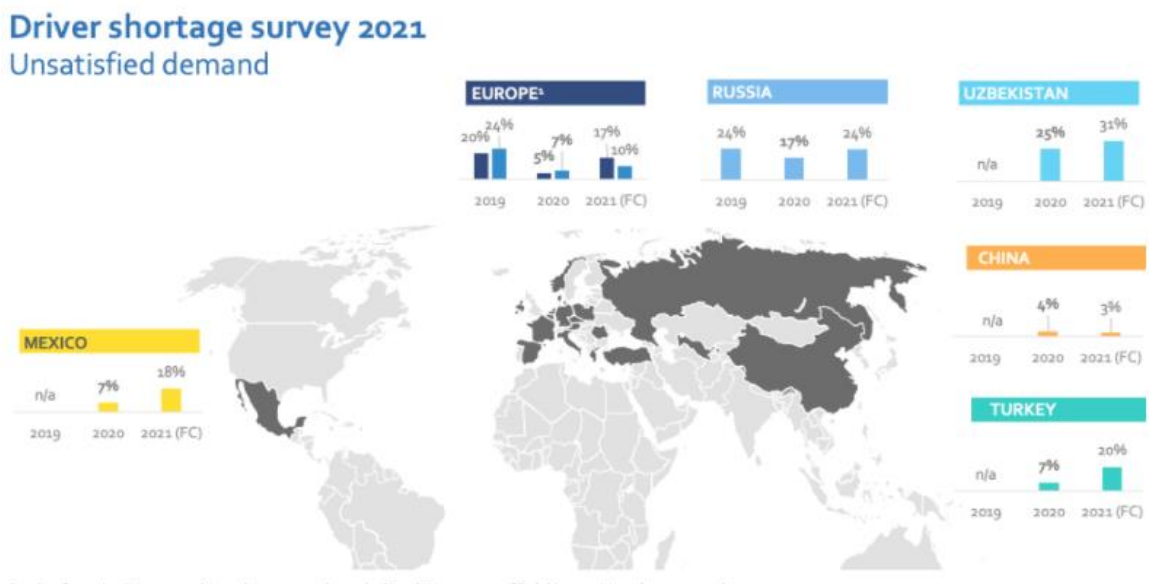 Driver shortage survey 2021
Unsatisfied demand
EUROPE¹
20% 24% 5% 7% 17% 10%
2019 2020 2021 (FC)
RUSSIA
24% 17% 24%
2019 2020 2021 (FC)
UZBEKISTAN
n/a 25% 31%
2019 2020 2021 (FC)
CHINA
n/a 4% 3%
2019 2020 2021 (FC)
MEXICO
n/a 7% 18%
2019 2020 2021 (FC)
TURKEY
n/a 7% 20%
2019 2020 2021 (FC)